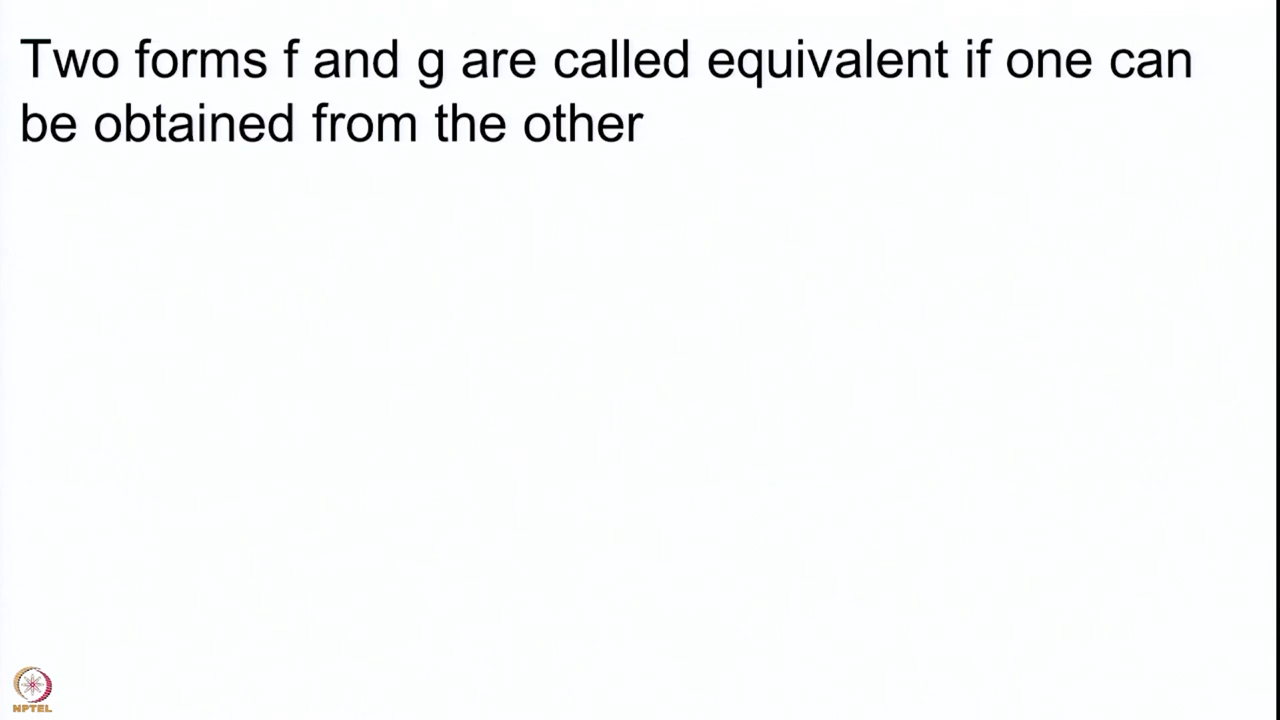 Two forms f and g are called equivalent if one can
be obtained from the other
NPTEL